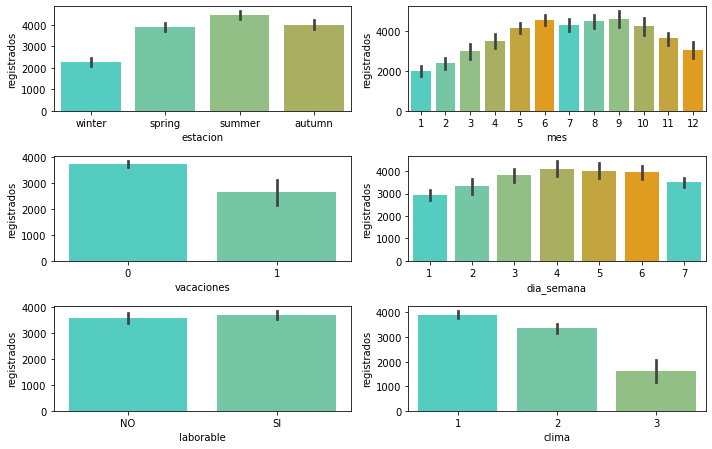 registrados
4000
3000
2000
1000
0
winter spring summer autumn
estacion
registrados
4000
2000
0
1 2 3 4 5 6 7 8 9 10 11 12
mes
registrados
4000
3000
2000
1000
0
0 1
vacaciones
registrados
4000
3000
2000
1000
0
1 2 3 4 5 6 7
dia_semana
registrados
4000
3000
2000
1000
0
NO SI
laborable
registrados
4000
3000
2000
1000
0
1 2 3
clima